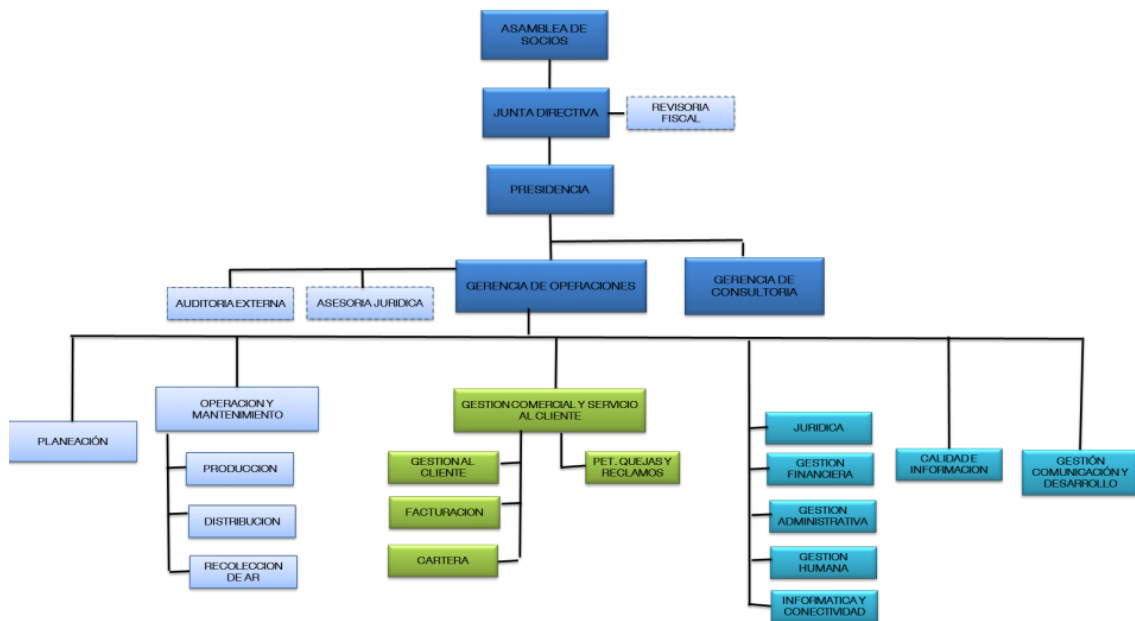 ASAMBLEA DE
SOCIOS
JUNTA DIRECTIVA
REVISORIA
FISCAL
PRESIDENCIA
GERENCIA DE OPERACIONES
GERENCIA DE
CONSULTORIA
AUDITORIA EXTERNA
ASESORIA JURIDICA
PLANEACIÓN
OPERACION Y
MANTENIMIENTO
PRODUCCION
DISTRIBUCION
RECOLECCION
DE AR
GESTION COMERCIAL Y SERVICIO
AL CLIENTE
GESTION AL
CLIENTE
FACTURACION
CARTERA
PET. QUEJAS Y
RECLAMOS
JURIDICA
GESTION
FINANCIERA
GESTION
ADMINISTRATIVA
GESTION
HUMANA
INFORMATICA Y
CONECTIVIDAD
CALIDAD E
INFORMACION
GESTIÓN
COMUNICACIÓN Y
DESARROLLO